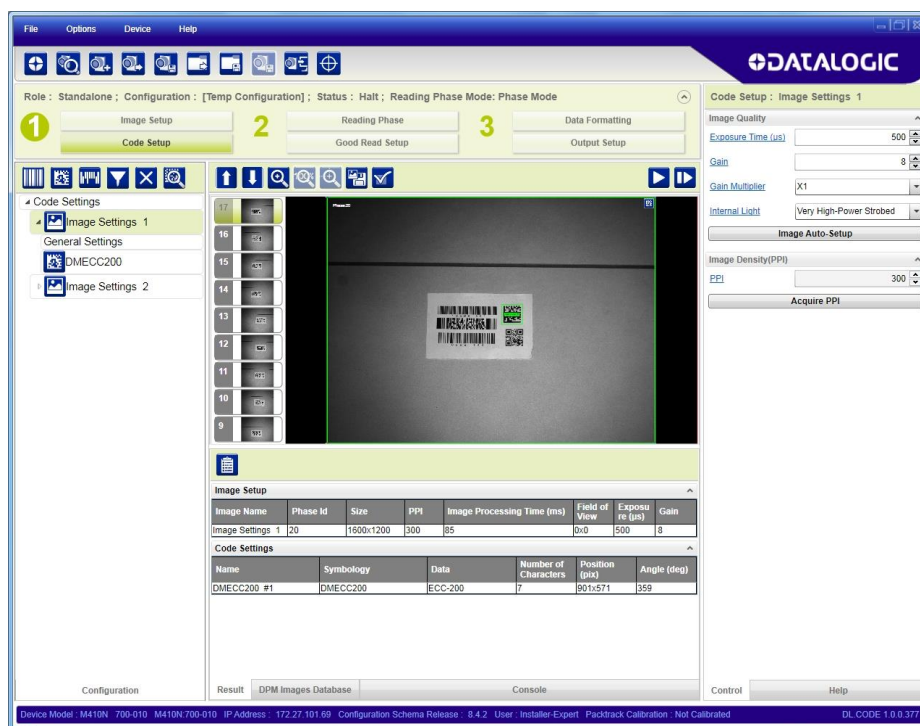 File Options Device Help
DATALOGIC
Role : Standalone ; Configuration : [Temp Configuration] ; Status : Halt ; Reading Phase Mode: Phase Mode
1 Image Setup 2 Reading Phase 3 Data Formatting
Code Setup Good Read Setup Output Setup
Code Setup : Image Settings 1
Image Quality
Exposure Time (µs) 500
Gain 8
Gain Multiplier X1
Internal Light Very High-Power Strobed
Image Auto-Setup
Image Density(PPI)
PPI 300
Acquire PPI
Code Settings
Image Settings 1
General Settings
DMECC200
Image Settings 2
17
16
15
14
13
12
11
10
9
Phase:20
Image Setup
Image Name Phase Id Size PPI Image Processing Time (ms) Field of View Exposu re (µs) Gain
Image Settings 1 20 1600x1200 300 85 0x0 500 8
Code Settings
Name Symbology Data Number of Characters Position (pix) Angle (deg)
DMECC200 #1 DMECC200 ECC-200 7 901x571 359
Configuration Result DPM Images Database Console Control Help
Device Model : M410N 700-010 M410N:700-010 IP Address : 172.27.101.69 Configuration Schema Release : 8.4.2 User : Installer-Expert Packtrack Calibration : Not Calibrated DL.CODE 1.0.0.37